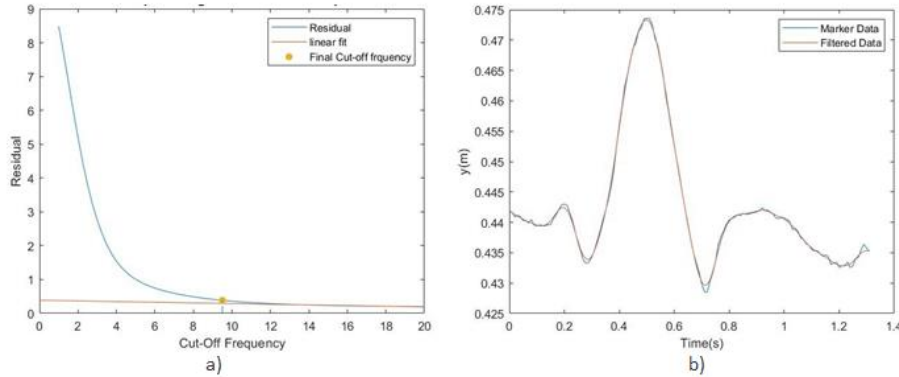 Residual
linear fit
Final Cut-off frquency
9
8
7
6
5
4
3
2
1
0
Residual
0 2 4 6 8 10 12 14 16 18 20
Cut-Off Frequency
a)
Marker Data
Filtered Data
0.475
0.47
0.465
0.46
0.455
0.45
0.445
0.44
0.435
0.43
0.425
y(m)
0 0.2 0.4 0.6 0.8 1 1.2 1.4
Time(s)
b)